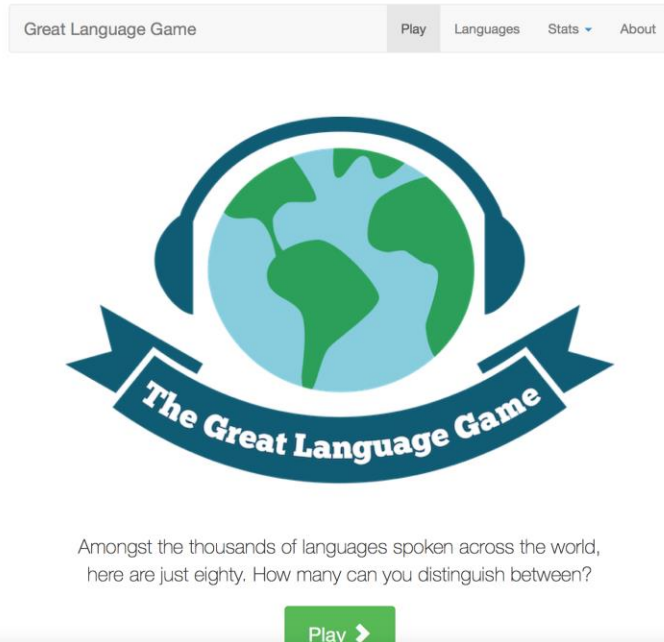 Great Language Game
Play Languages Stats About
The Great Language Game
Amongst the thousands of languages spoken across the world,
here are just eighty. How many can you distinguish between?
Play